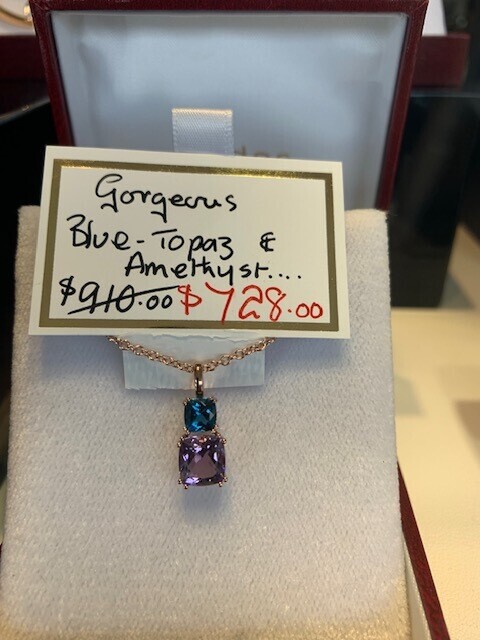 Gorgeous
Blue-Topaz &
Amethyst....
$910.00 $728.00